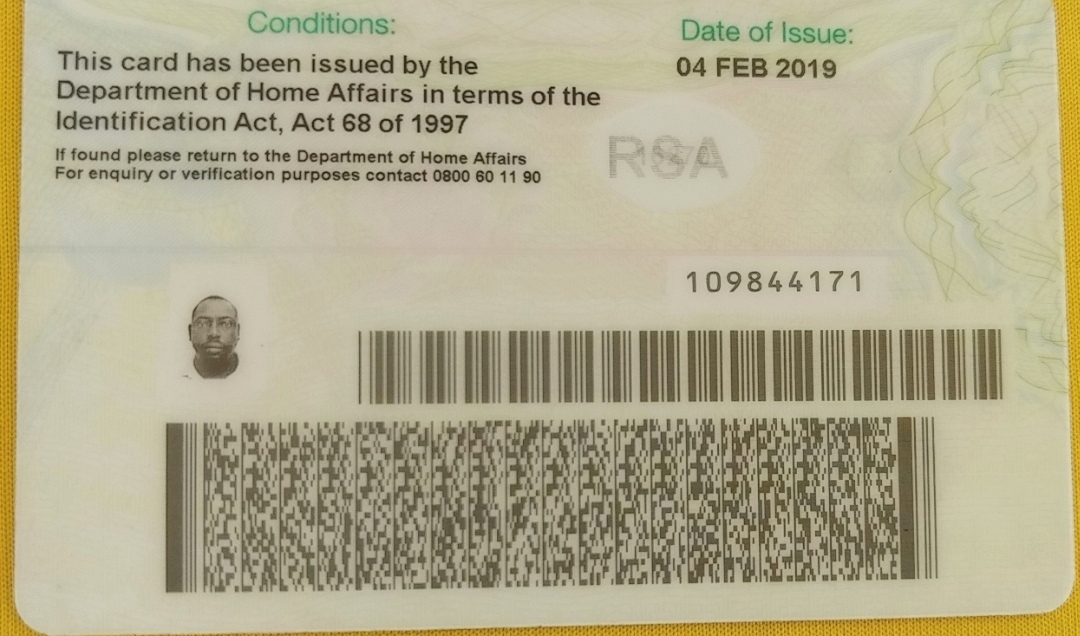 Conditions:
This card has been issued by the
Department of Home Affairs in terms of the
Identification Act, Act 68 of 1997
If found please return to the Department of Home Affairs
For enquiry or verification purposes contact 0800 60 11 90
Date of Issue:
04 FEB 2019
RSA
109844171